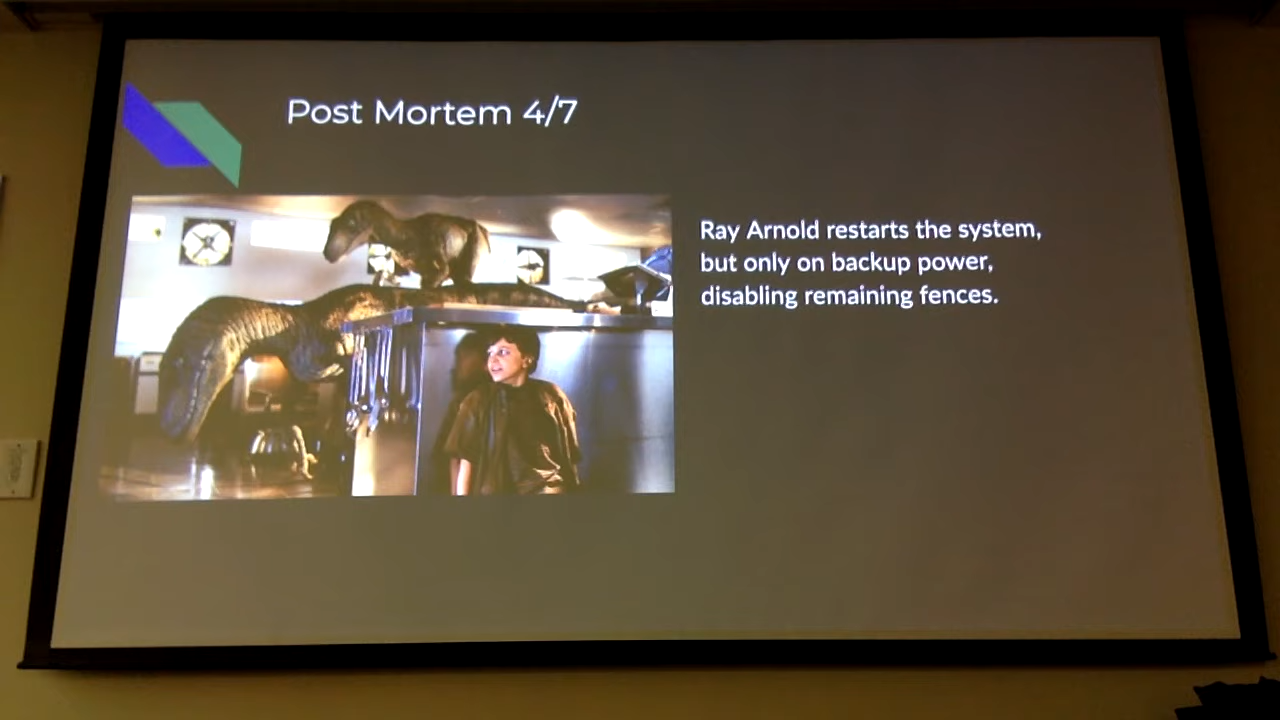 Post Mortem 4/7
Ray Arnold restarts the system,
but only on backup power,
disabling remaining fences.